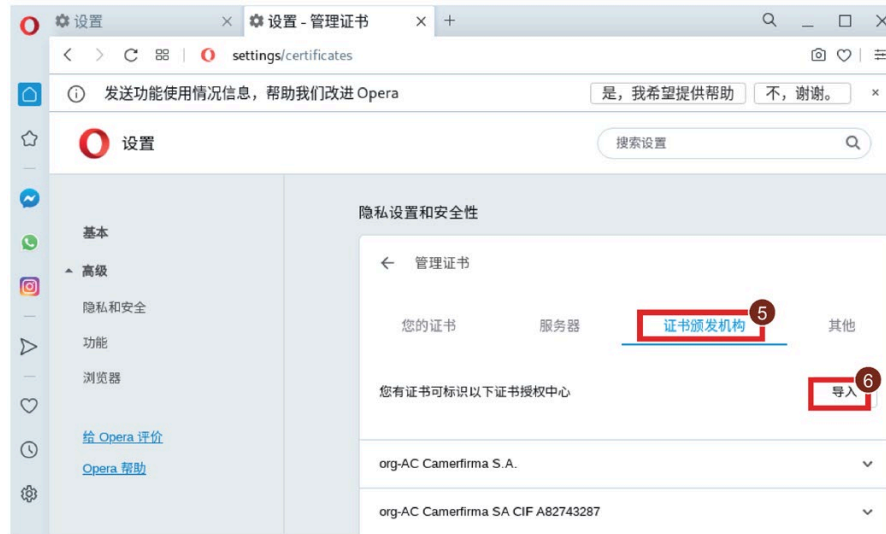 设置
设置 - 管理证书
settings/certificates
发送功能使用情况信息，帮助我们改进 Opera
是，我希望提供帮助
不，谢谢。
设置
搜索设置
基本
高级
隐私和安全
功能
浏览器
给 Opera 评价
Opera 帮助
隐私设置和安全性
管理证书
您的证书
服务器
证书颁发机构
5
其他
您有证书可标识以下证书授权中心
导入
6
org-AC Camerfirma S.A.
org-AC Camerfirma SA CIF A82743287